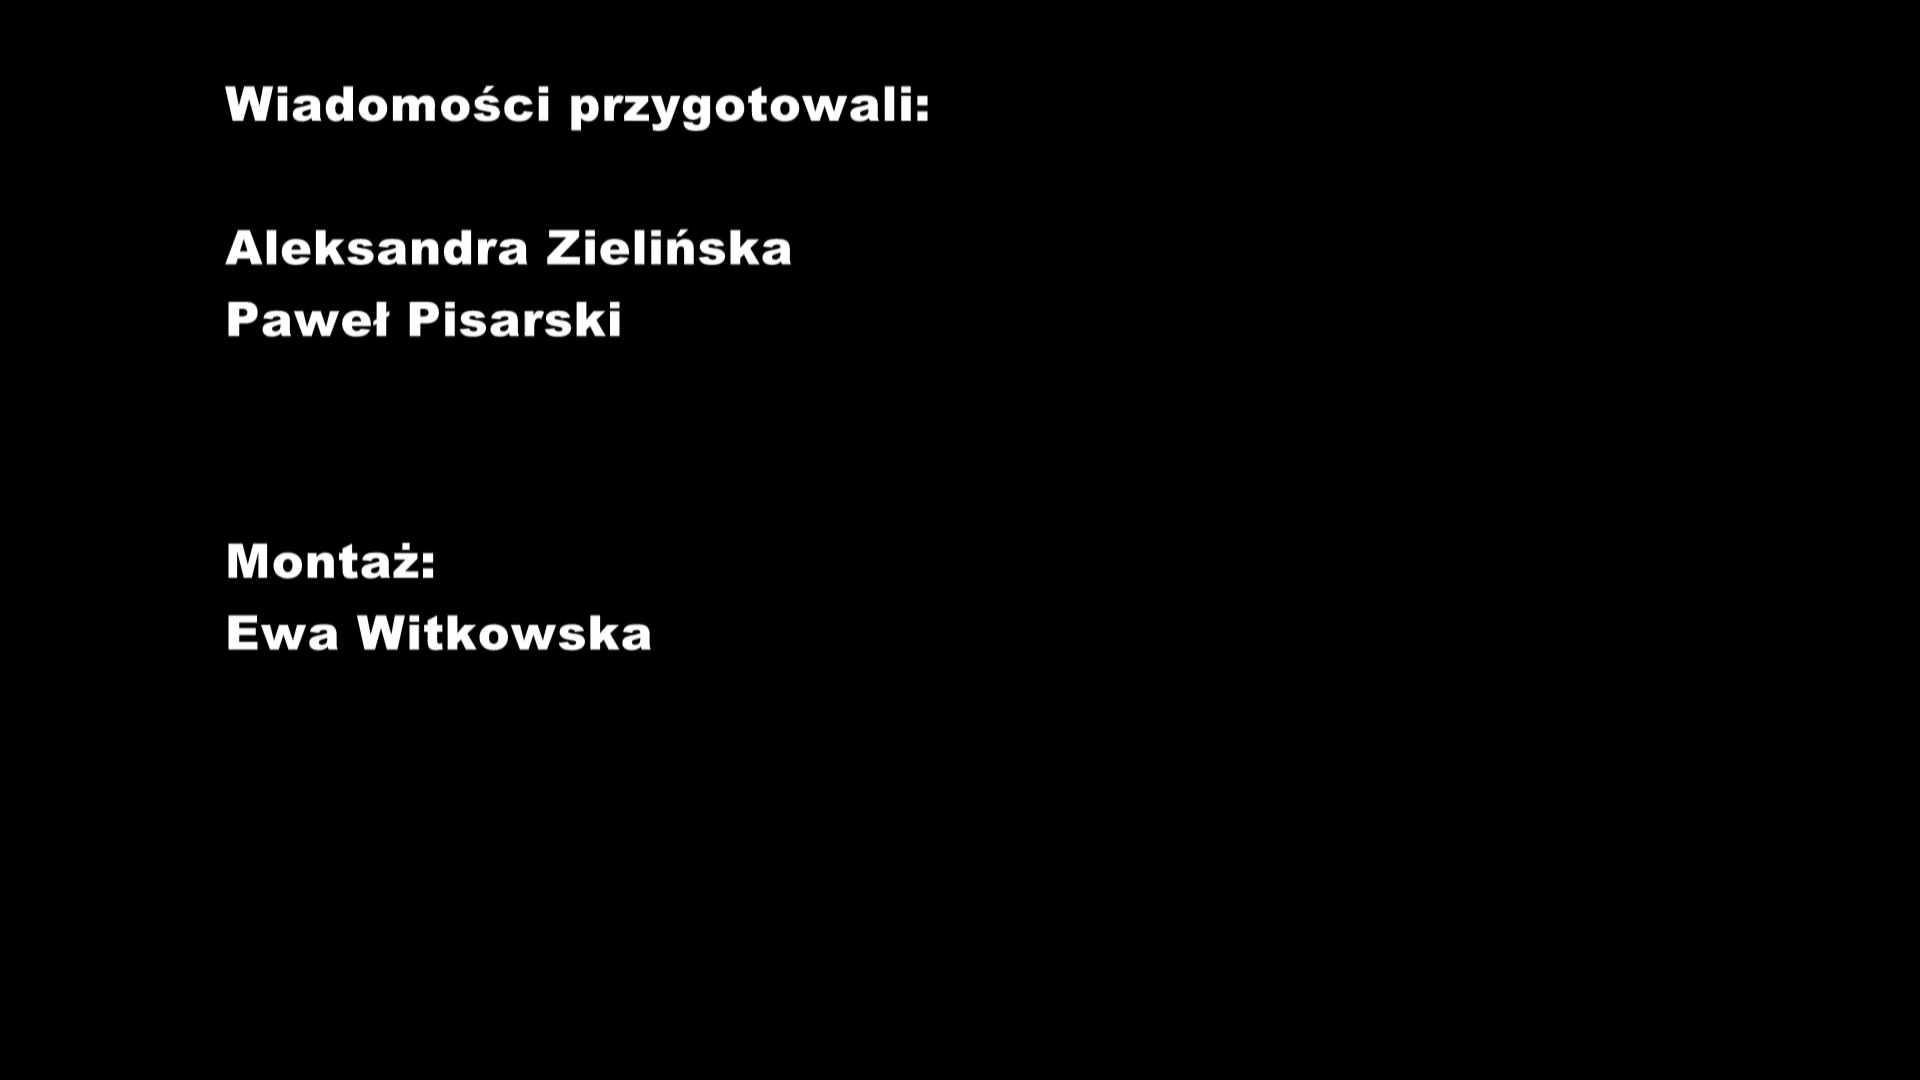 Wiadomości przygotowali:
Aleksandra Zielińska
Paweł Pisarski
Montaż:
Ewa Witkowska